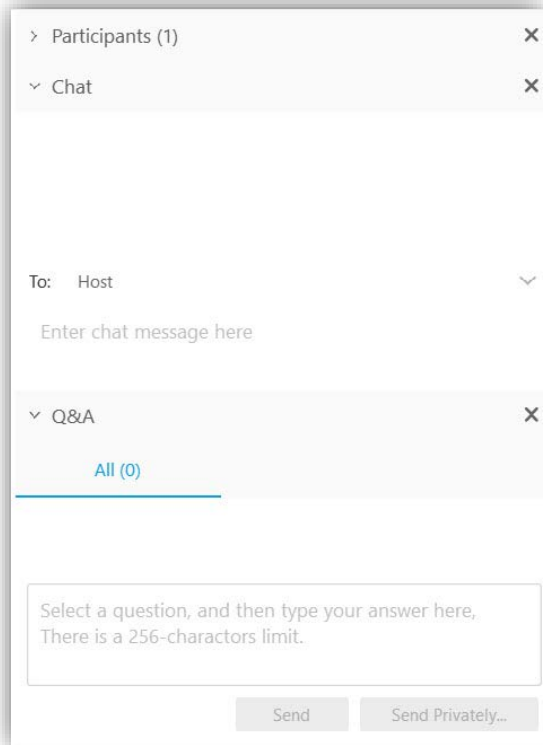 Participants (1)
Chat
To: Host
Enter chat message here
Q&A
All (0)
Select a question, and then type your answer here,
There is a 256-charactors limit.
Send Send Privately...